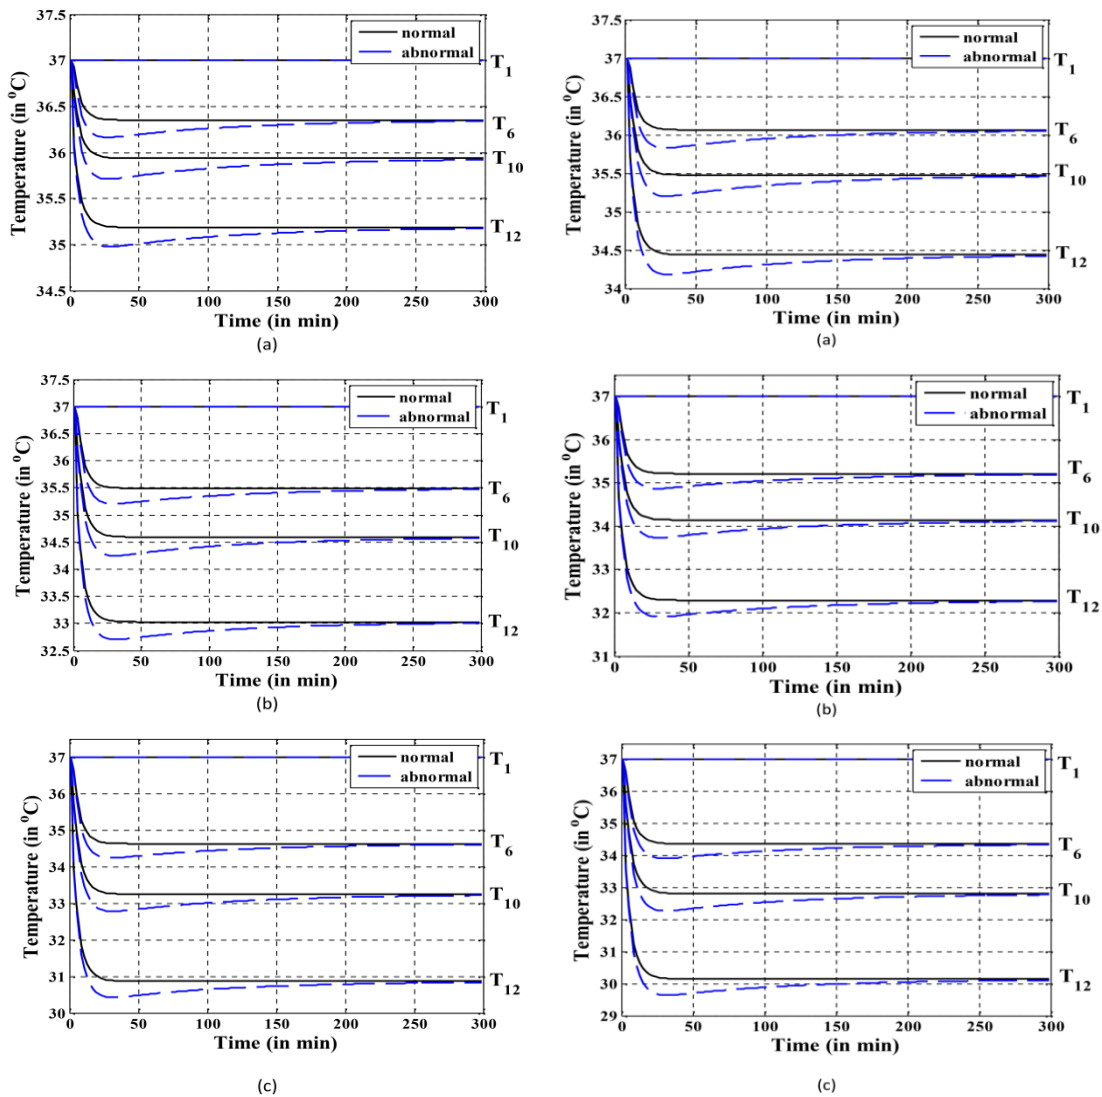 37.5
37
36.5
36
35.5
35
34.5
Temperature (in ⁰C)
normal
abnormal
T₁
T₆
T₁₀
T₁₂
0 50 100 150 200 250 300
Time (in min)
(a)
37.5
37
36.5
36
35.5
35
34.5
34
Temperature (in ⁰C)
normal
abnormal
T₁
T₆
T₁₀
T₁₂
0 50 100 150 200 250 300
Time (in min)
(a)
37.5
37
36.5
36
35.5
35
34.5
34
33.5
33
32.5
Temperature (in ⁰C)
normal
abnormal
T₁
T₆
T₁₀
T₁₂
0 50 100 150 200 250 300
Time (in min)
(b)
37
36
35
34
33
32
31
Temperature (in ⁰C)
normal
abnormal
T₁
T₆
T₁₀
T₁₂
0 50 100 150 200 250 300
Time (in min)
(b)
37
36
35
34
33
32
31
30
Temperature (in ⁰C)
normal
abnormal
T₁
T₆
T₁₀
T₁₂
0 50 100 150 200 250 300
Time (in min)
(c)
37
36
35
34
33
32
31
30
29
Temperature (in ⁰C)
normal
abnormal
T₁
T₆
T₁₀
T₁₂
0 50 100 150 200 250 300
Time (in min)
(c)